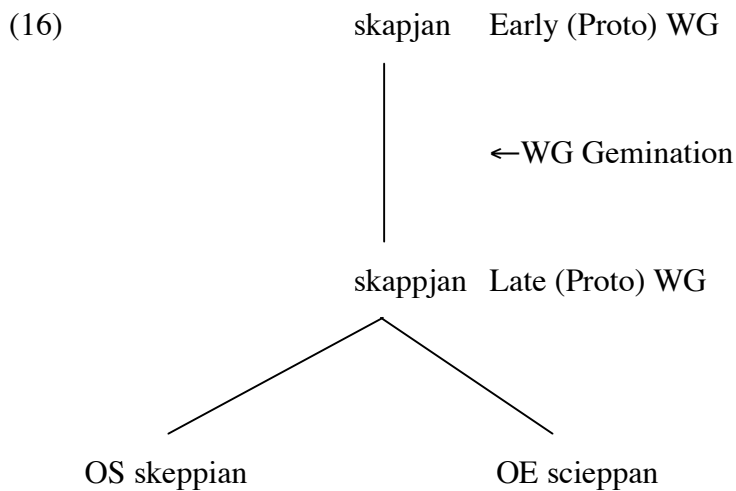 (16) skapjan Early (Proto) WG
←WG Gemination
skappjan Late (Proto) WG
OS skeppian OE scieppan